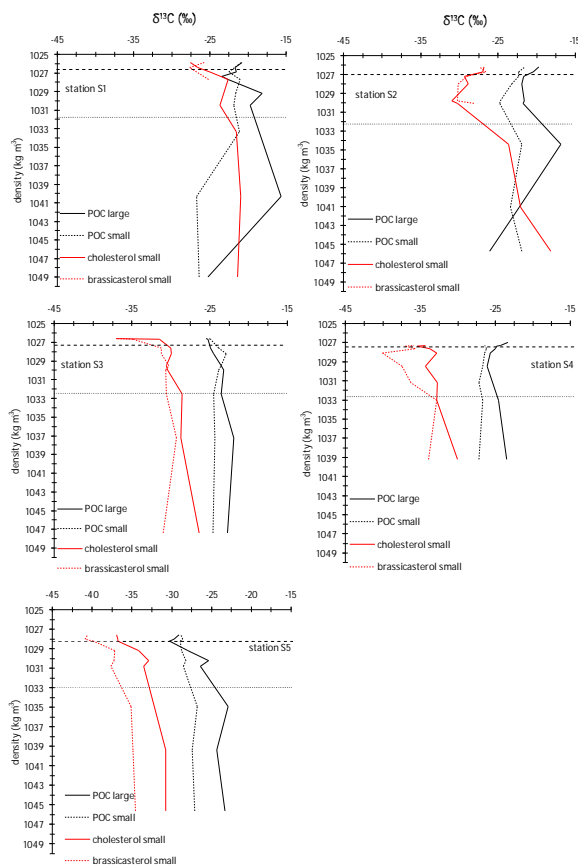 δ¹³C (‰)
-45 -35 -25 -15
1025
1027
1029
1031
1033
1035
1037
1039
1041
1043
1045
1047
1049
density (kg m³)
station S1
POC large
POC small
cholesterol small
brassicasterol small
δ¹³C (‰)
-45 -35 -25 -15
1025
1027
1029
1031
1033
1035
1037
1039
1041
1043
1045
1047
1049
density (kg m³)
station S2
POC large
POC small
cholesterol small
brassicasterol small
-45 -35 -25 -15
1025
1027
1029
1031
1033
1035
1037
1039
1041
1043
1045
1047
1049
density (kg m³)
station S3
POC large
POC small
cholesterol small
brassicasterol small
-45 -35 -25 -15
1025
1027
1029
1031
1033
1035
1037
1039
1041
1043
1045
1047
1049
density (kg m³)
station S4
POC large
POC small
cholesterol small
brassicasterol small
-45 -40 -35 -30 -25 -20 -15
1025
1027
1029
1031
1033
1035
1037
1039
1041
1043
1045
1047
1049
density (kg m³)
station S5
POC large
POC small
cholesterol small
brassicasterol small